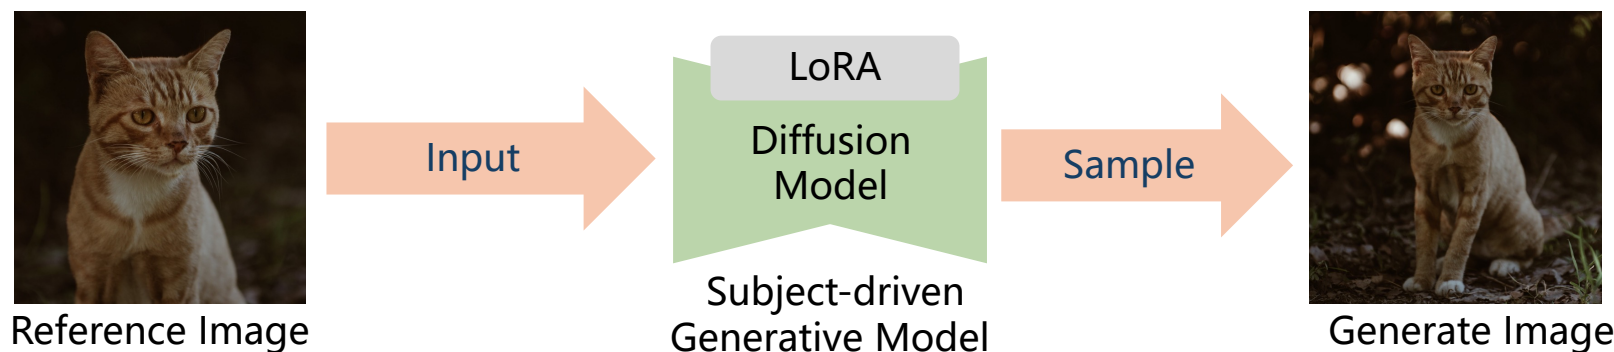 LoRA
Input
Diffusion
Model
Sample
Subject-driven
Generative Model
Reference Image
Generate Image